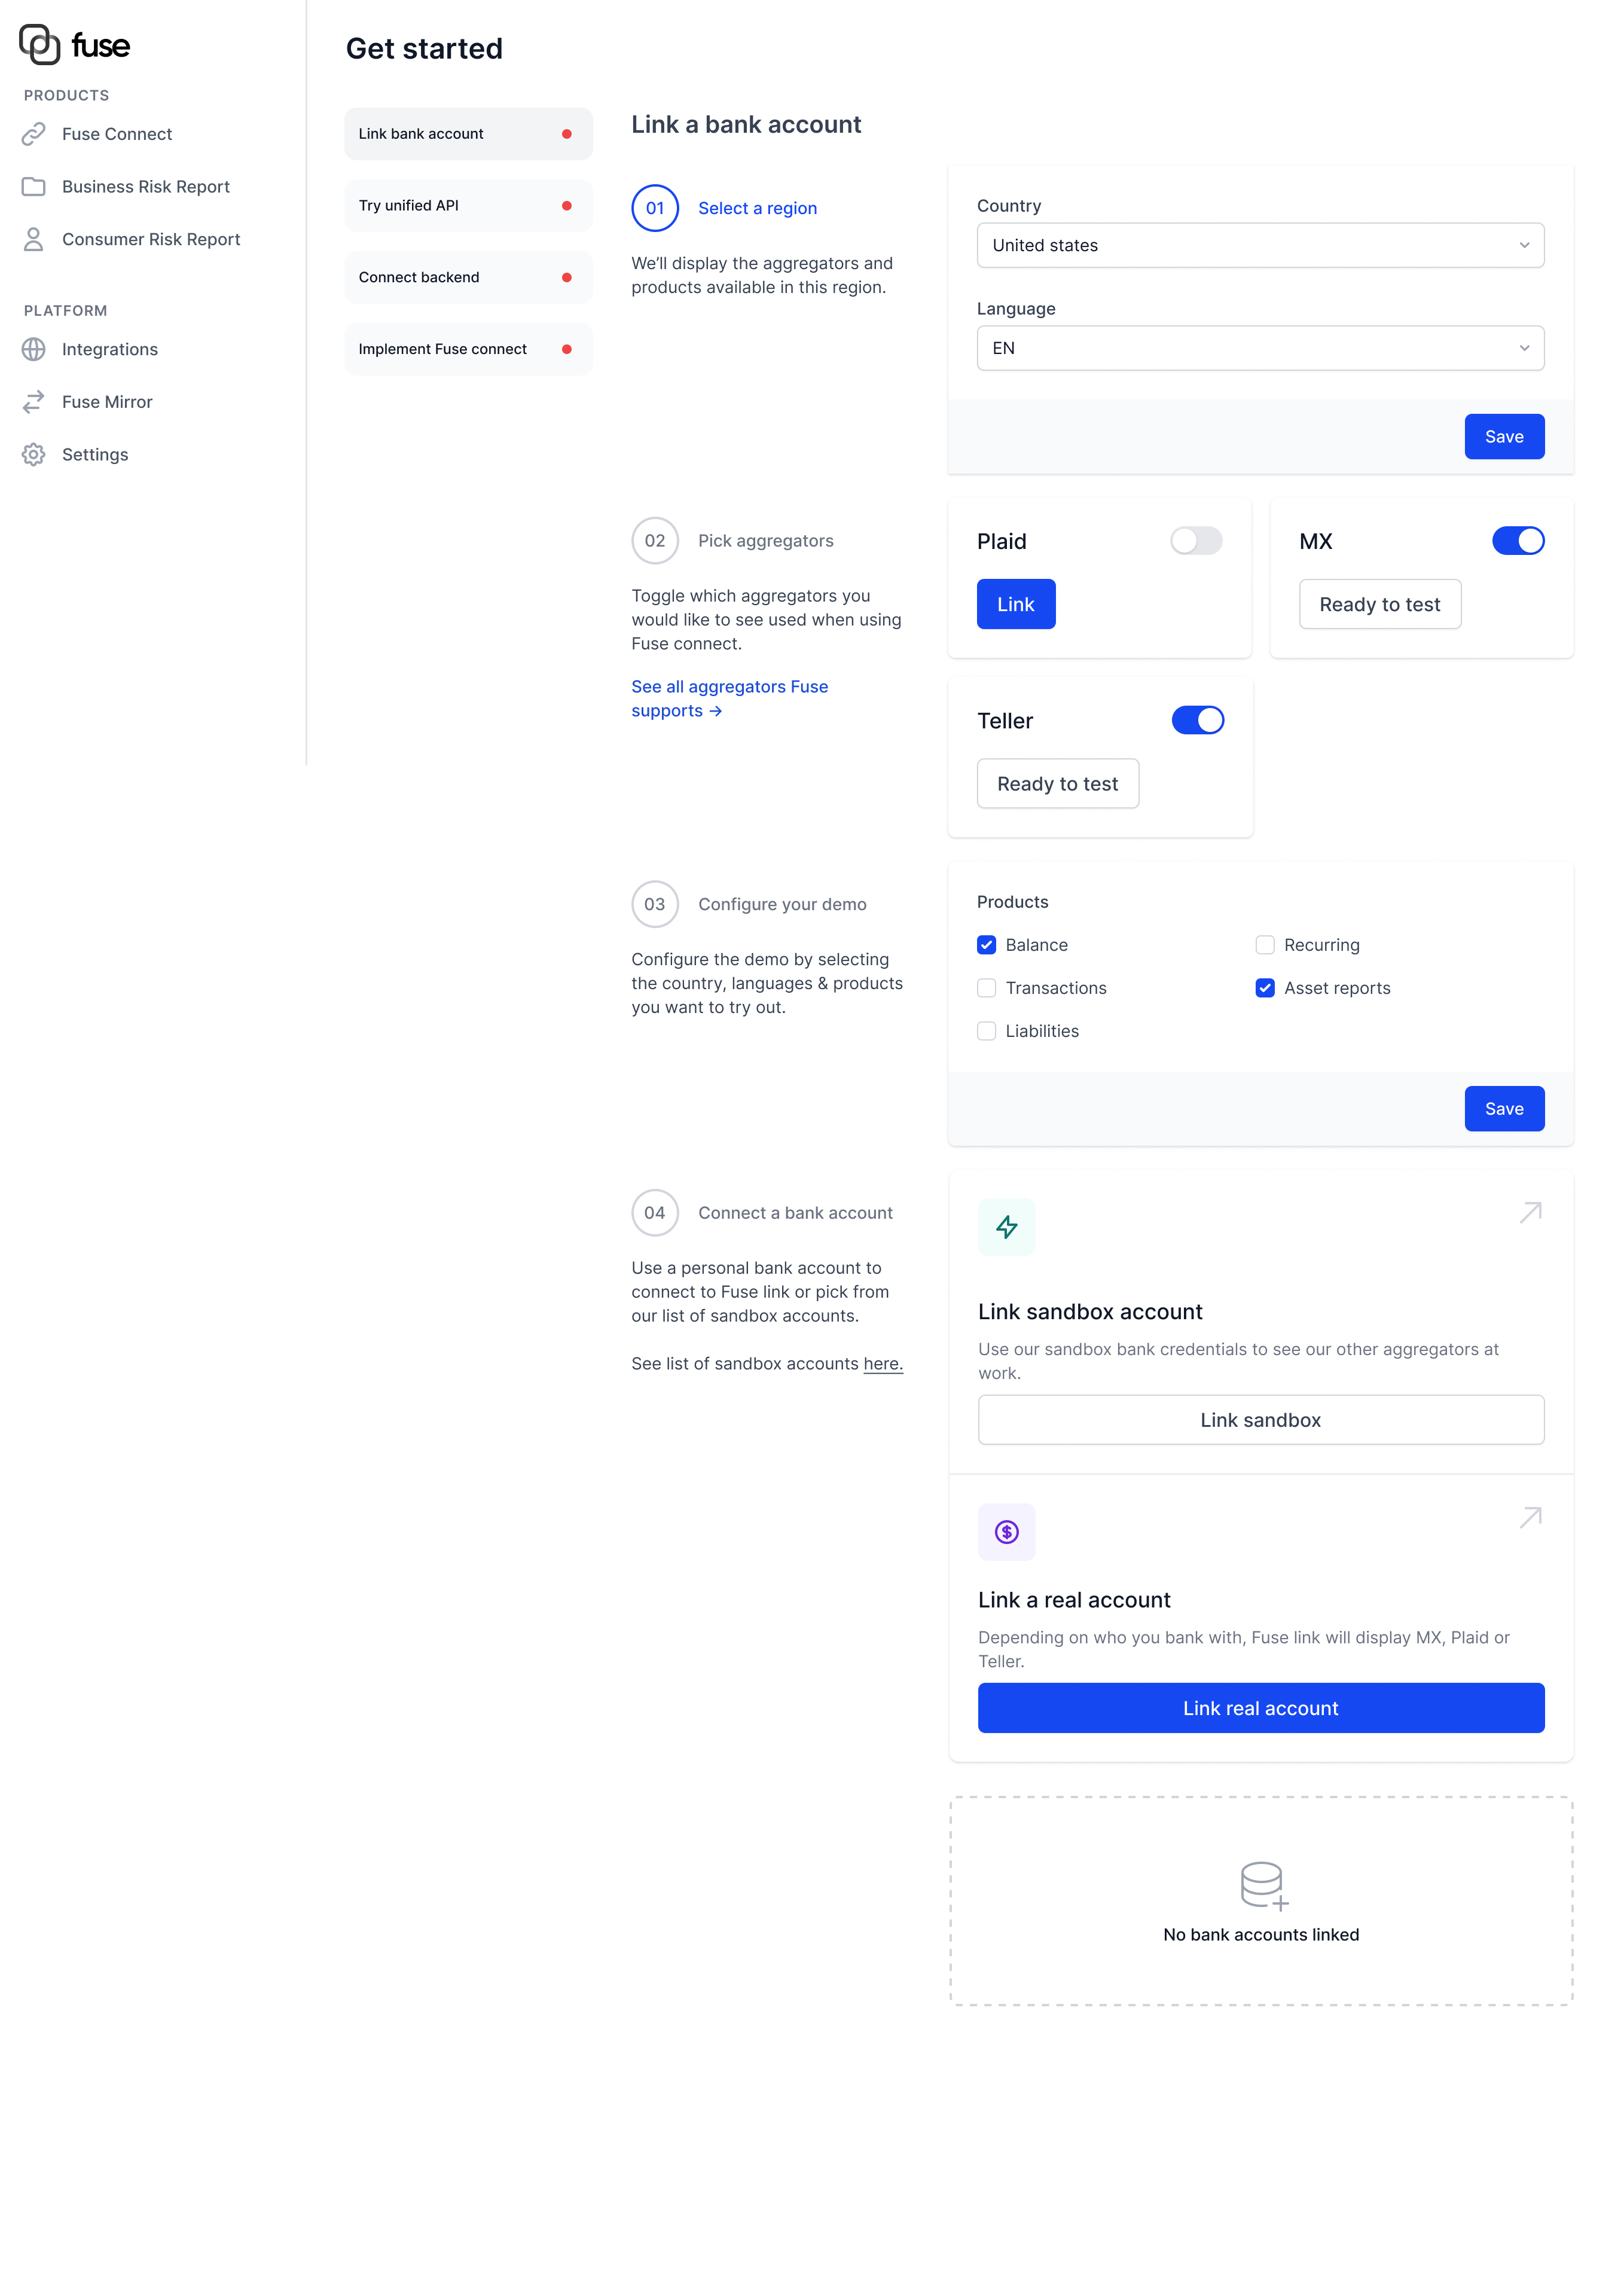 fuse
PRODUCTS
Fuse Connect
Business Risk Report
Consumer Risk Report
PLATFORM
Integrations
Fuse Mirror
Settings
Get started
Link bank account
Try unified API
Connect backend
Implement Fuse connect
Link a bank account
01
Select a region
We’ll display the aggregators and
products available in this region.
Country
United states
Language
EN
Save
02
Pick aggregators
Toggle which aggregators you
would like to see used when using
Fuse connect.
See all aggregators Fuse
supports →
Plaid
Link
MX
Ready to test
Teller
Ready to test
03
Configure your demo
Configure the demo by selecting
the country, languages & products
you want to try out.
Products
Balance
Recurring
Transactions
Asset reports
Liabilities
Save
04
Connect a bank account
Use a personal bank account to
connect to Fuse link or pick from
our list of sandbox accounts.
See list of sandbox accounts here.
Link sandbox account
Use our sandbox bank credentials to see our other aggregators at
work.
Link sandbox
$
Link a real account
Depending on who you bank with, Fuse link will display MX, Plaid or
Teller.
Link real account
No bank accounts linked